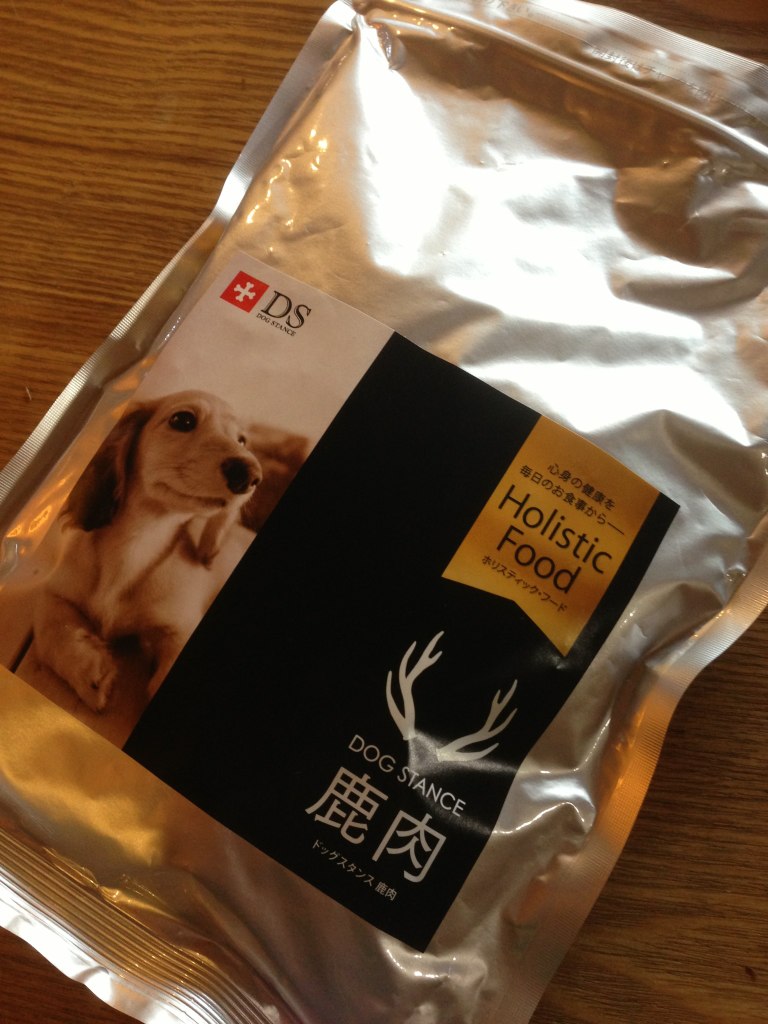 DS
DOG STANCE
心身の健康を
毎日のお食事から—
Holistic
Food
ホリスティック・フード
DOG STANCE
鹿肉
ドッグスタンス 鹿肉